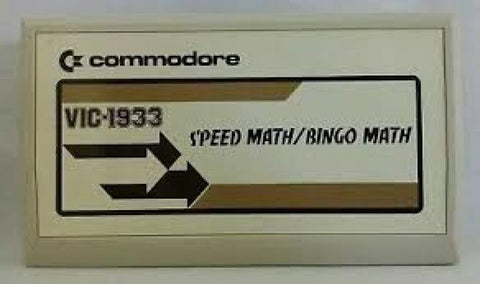 commodore
VIC-1933
SPEED MATH/BINGO MATH